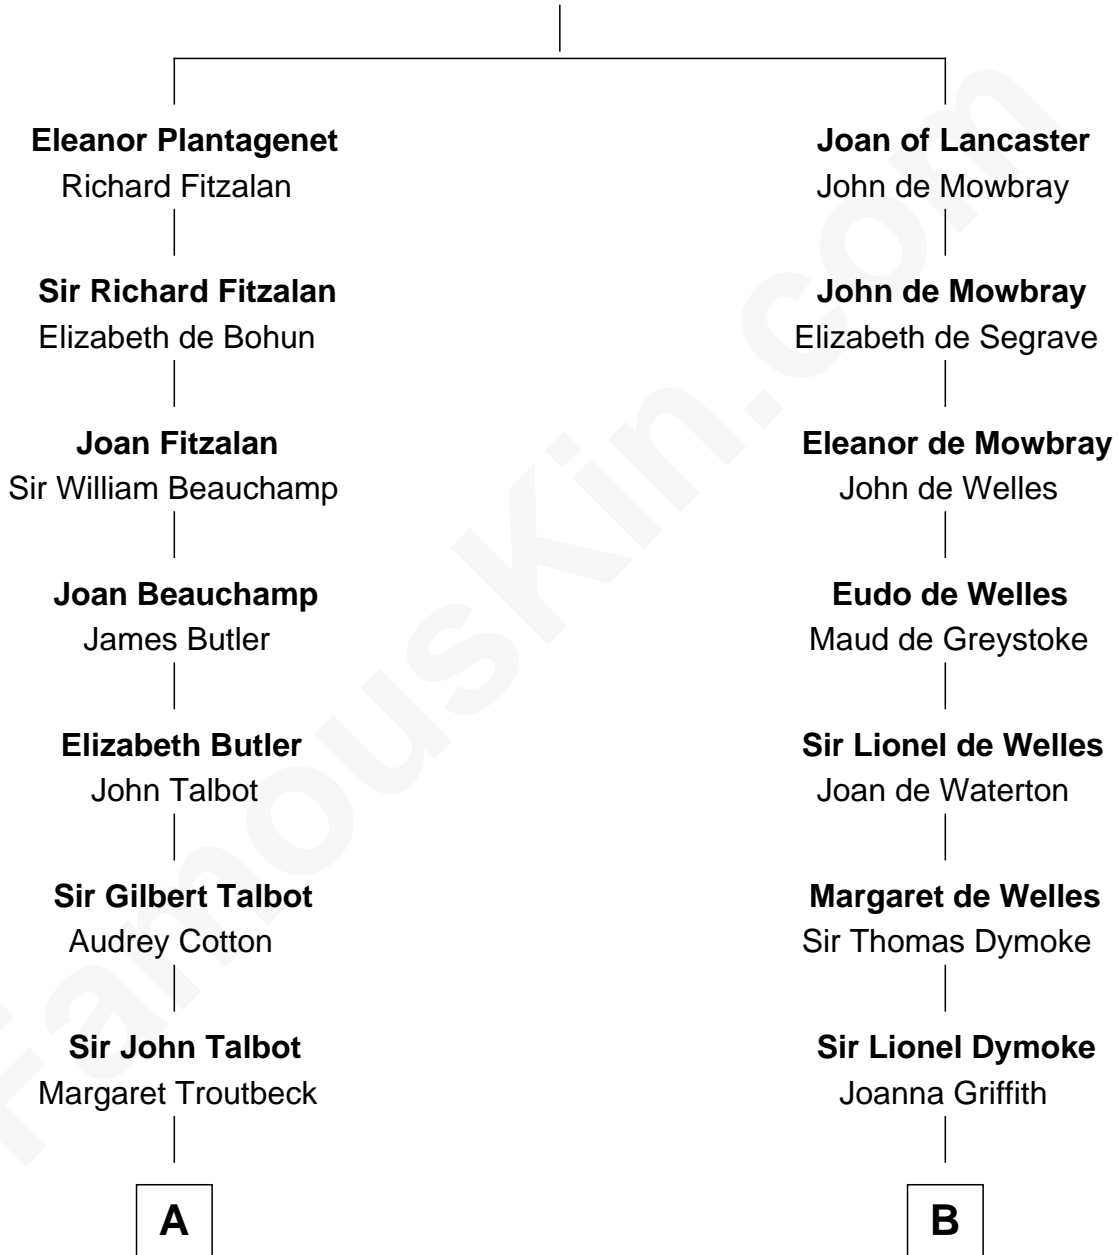 Eleanor Plantagenet
Richard Fitzalan
Sir Richard Fitzalan
Elizabeth de Bohun
Joan Fitzalan
Sir William Beauchamp
Joan Beauchamp
James Butler
Elizabeth Butler
John Talbot
Sir Gilbert Talbot
Audrey Cotton
Sir John Talbot
Margaret Troutbeck
A
Joan of Lancaster
John de Mowbray
John de Mowbray
Elizabeth de Segrave
Eleanor de Mowbray
John de Welles
Eudo de Welles
Maud de Greystoke
Sir Lionel de Welles
Joan de Waterton
Margaret de Welles
Sir Thomas Dymoke
Sir Lionel Dymoke
Joanna Griffith
B
FamousKin.com